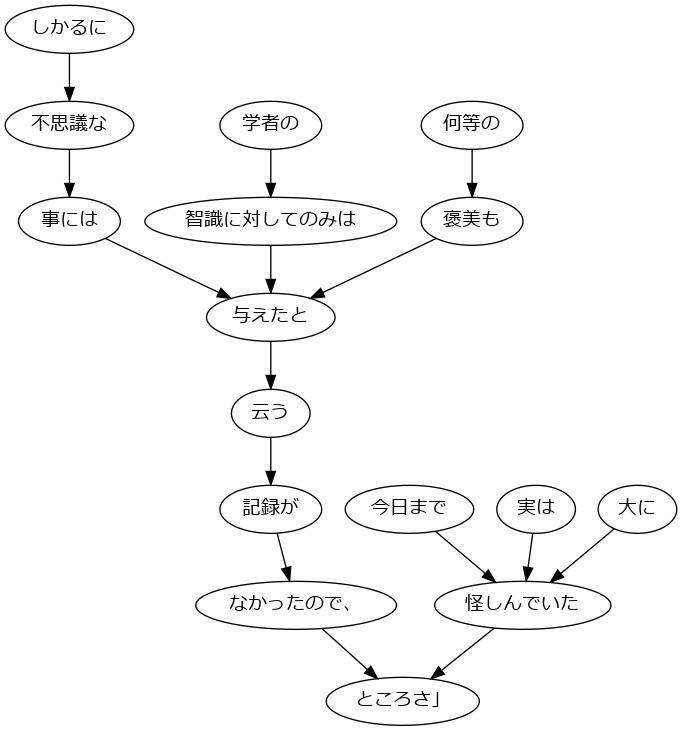 しかるに
不思議な
学者の
何等の
事には
智識に対してのみは
褒美も
与えたと
云う
記録が
今日まで
実は
大に
なかったので、
怪しんでいた
ところさ」